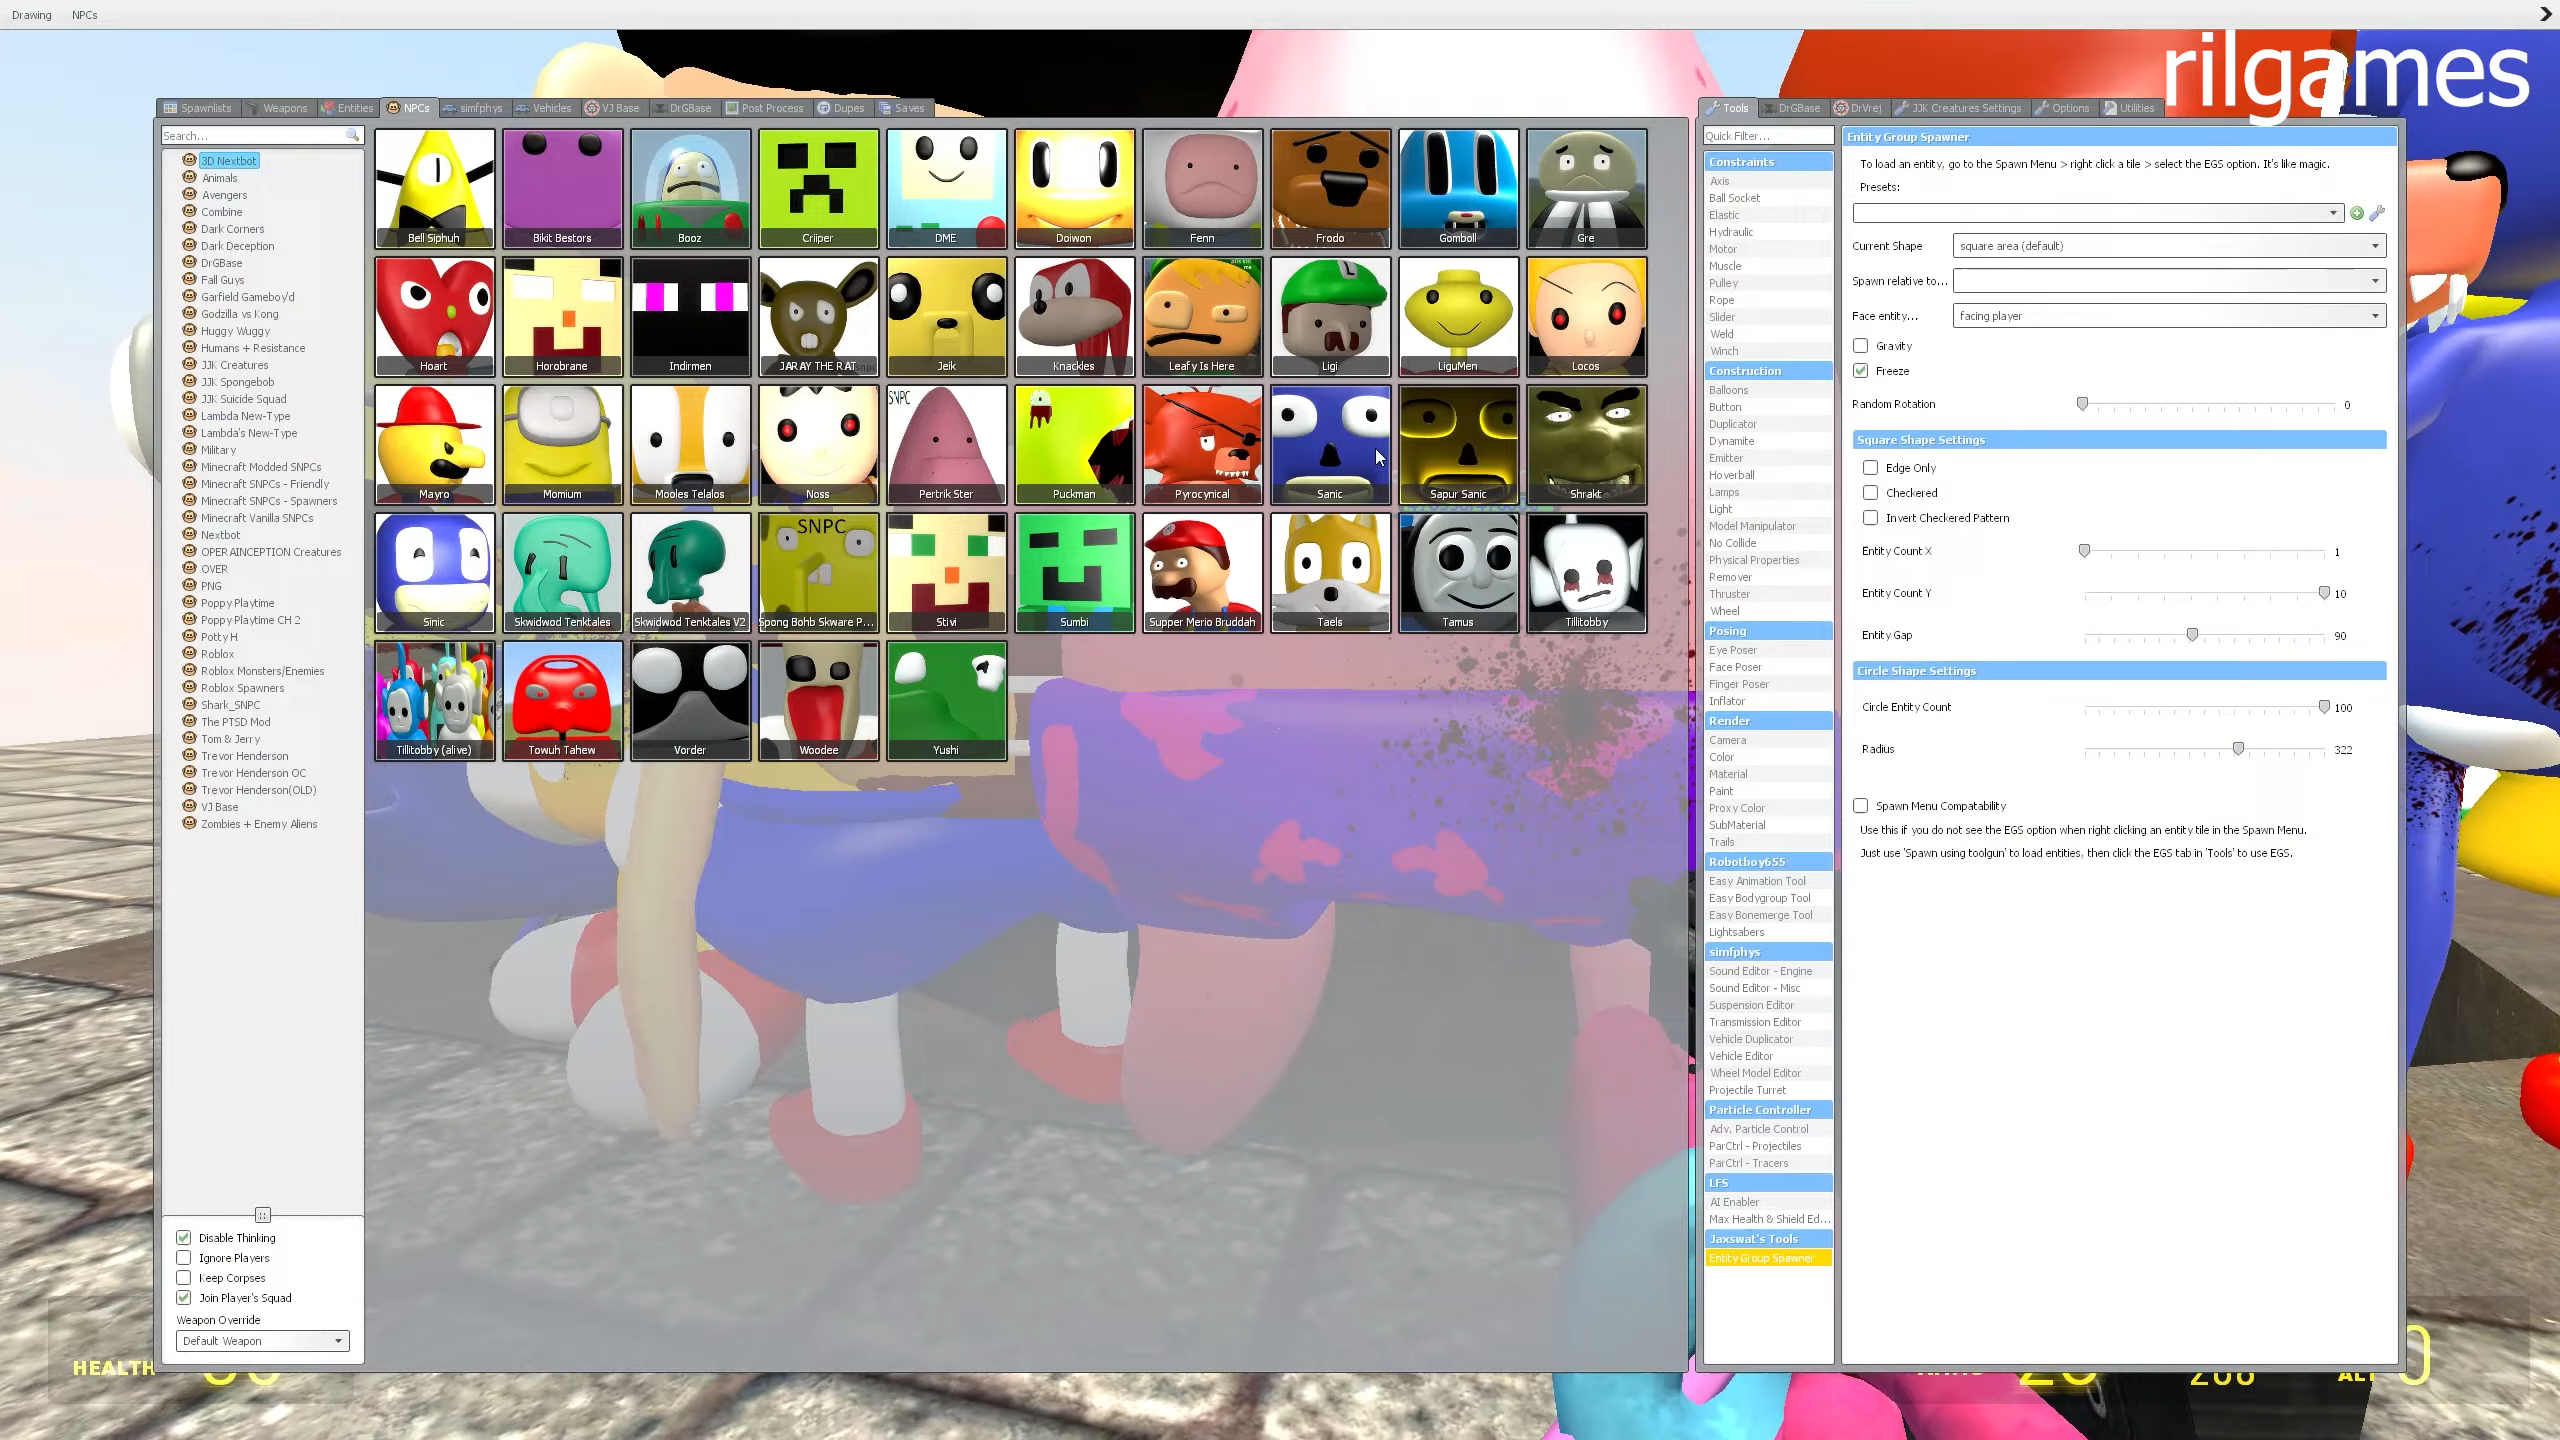 Drawing NPCs
rilgames
Spawnlists Weapons Entities NPCs simfphys Vehicles VJ Base DrGBase Post Process Dupes Saves
Search...
3D Nextbot
Animals
Avengers
Combine
Dark Corners
Dark Deception
DrGBase
Fall Guys
Garfield Gameboy'd
Godzilla vs Kong
Huggy Wuggy
Humans + Resistance
JJK Creatures
JJK Spongebob
JJK Suicide Squad
Lambda New-Type
Lambda's New-Type
Military
Minecraft Modded SNPCs
Minecraft SNPCs - Friendly
Minecraft SNPCs - Spawners
Minecraft Vanilla SNPCs
Nextbot
OPERAINCEPTION Creatures
OVER
PNG
Poppy Playtime
Poppy Playtime CH 2
Potty H
Roblox
Roblox Monsters/Enemies
Roblox Spawners
Shark_SNPC
The PTSD Mod
Tom & Jerry
Trevor Henderson
Trevor Henderson OC
Trevor Henderson(OLD)
VJ Base
Zombies + Enemy Aliens
Disable Thinking
Ignore Players
Keep Corpses
Join Player's Squad
Weapon Override
Default Weapon
HEALTH
Bell Siphuh Bikit Bestors Booz Criiper DME Doiwon Fenn Frodo Gomboll Gre
Hoart Horobrane Indirmen JARAY THE RAT Jeik Knackles Leafy Is Here Ligi LiguMen Locos
SNPC
Mayro Momium Mooles Telalos Noss Pertrik Ster Puckman Pyrocynical Sanic Sapur Sanic Shrakt
SNPC
Sinic Skwidwod Tenktales Skwidwod Tenktales V2 Spong Bohb Skware P... Stivi Sumbi Supper Merio Bruddah Taels Tamus Tillitobby
Tillitobby (alive) Towuh Tahew Vorder Woodee Yushi
Tools DrGBase DrVrej JJK Creatures Settings Options Utilities
Quick Filter...
Constraints
Axis
Ball Socket
Elastic
Hydraulic
Motor
Muscle
Pulley
Rope
Slider
Weld
Winch
Construction
Balloons
Button
Duplicator
Dynamite
Emitter
Hoverball
Lamps
Light
Model Manipulator
No Collide
Physical Properties
Remover
Thruster
Wheel
Posing
Eye Poser
Face Poser
Finger Poser
Inflator
Render
Camera
Color
Material
Paint
Proxy Color
SubMaterial
Trails
Robotboy655
Easy Animation Tool
Easy Bodygroup Tool
Easy Bonemerge Tool
Lightsabers
simfphys
Sound Editor - Engine
Sound Editor - Misc
Suspension Editor
Transmission Editor
Vehicle Duplicator
Vehicle Editor
Wheel Model Editor
Projectile Turret
Particle Controller
Adv. Particle Control
ParCtrl - Projectiles
ParCtrl - Tracers
LFS
AI Enabler
Max Health & Shield Ed...
Jaxswat's Tools
Entity Group Spawner
Entity Group Spawner
To load an entity, go to the Spawn Menu > right click a tile > select the EGS option. It's like magic.
Presets:
Current Shape square area (default)
Spawn relative to...
Face entity... facing player
Gravity
Freeze
Random Rotation 0
Square Shape Settings
Edge Only
Checkered
Invert Checkered Pattern
Entity Count X 1
Entity Count Y 10
Entity Gap 90
Circle Shape Settings
Circle Entity Count 100
Radius 322
Spawn Menu Compatability
Use this if you do not see the EGS option when right clicking an entity tile in the Spawn Menu.
Just use 'Spawn using toolgun' to load entities, then click the EGS tab in 'Tools' to use EGS.